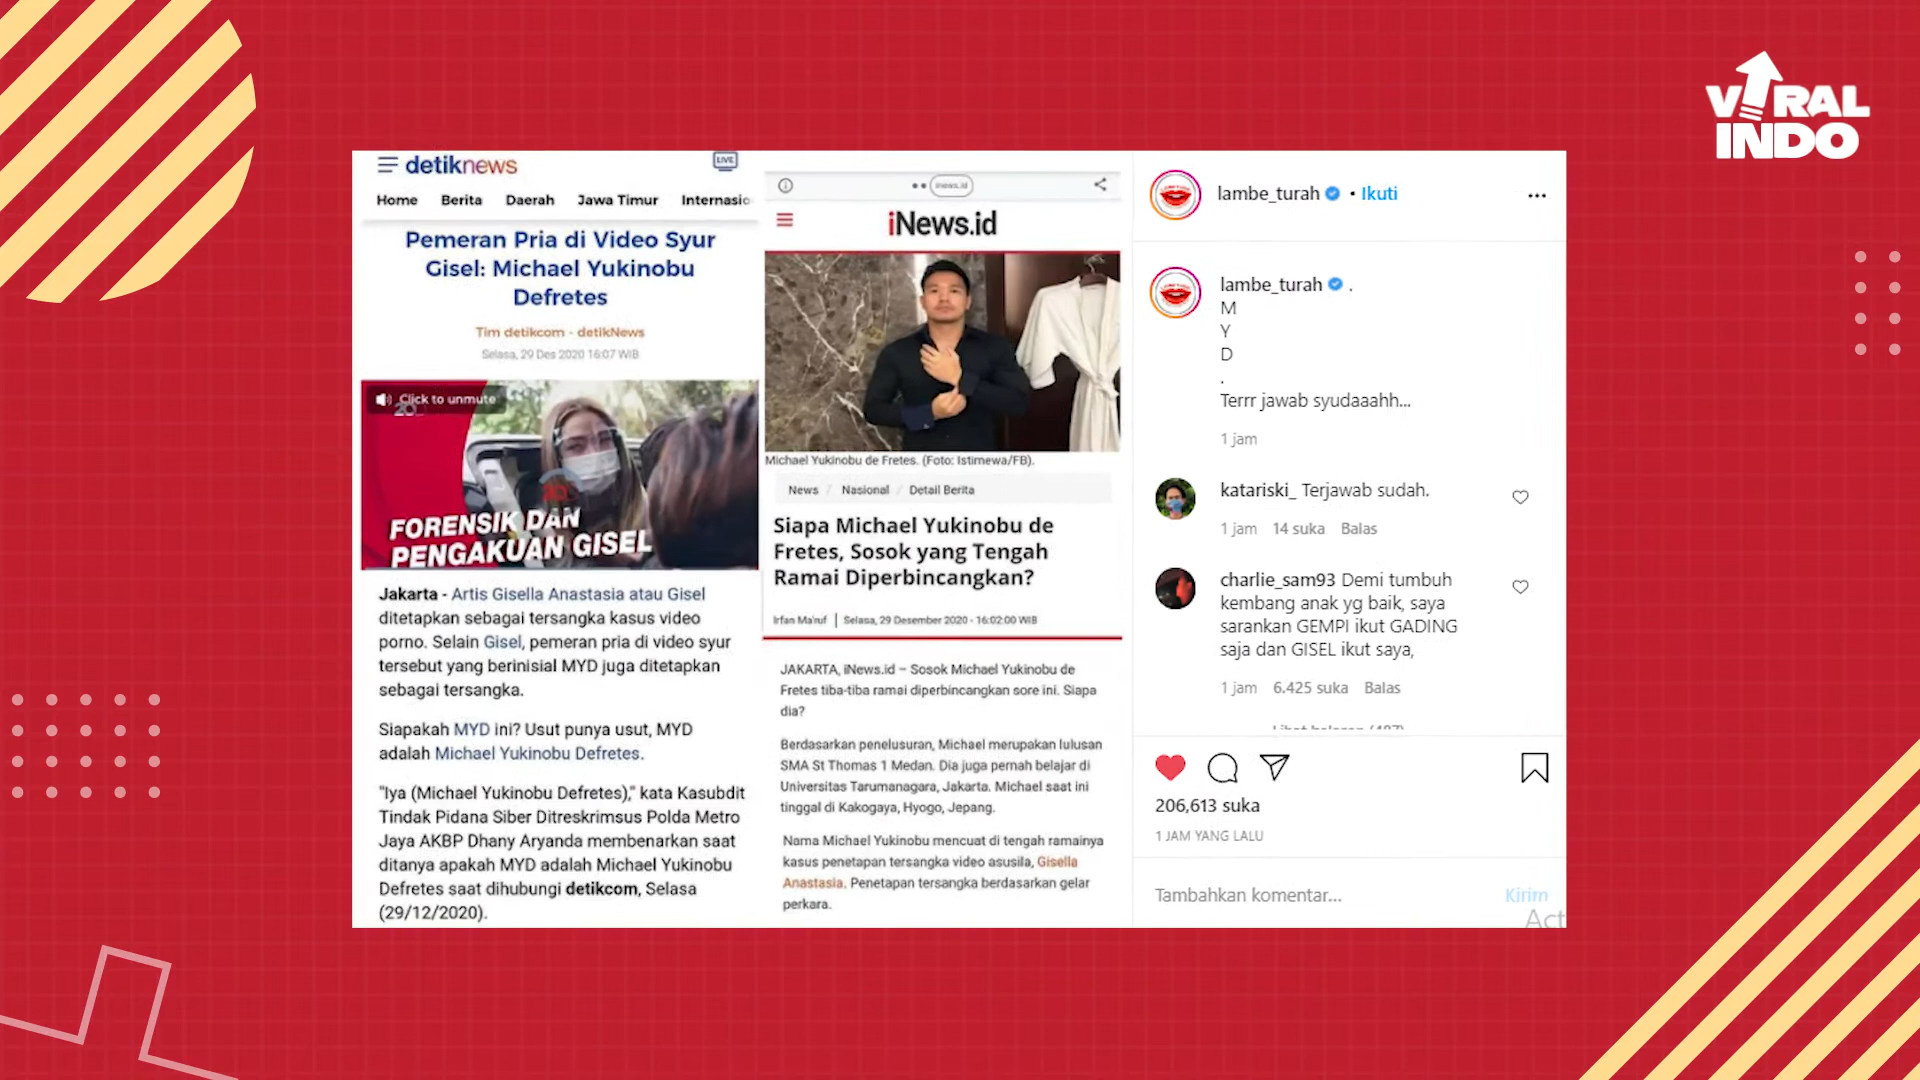 VIRAL
INDO
detiknews
LIVE
Home Berita Daerah Jawa Timur Internasio
Pemeran Pria di Video Syur
Gisel: Michael Yukinobu
Defretes
Tim detikcom - detikNews
Selasa, 29 Des 2020 16:07 WIB
Click to unmute
20
FORENSIK DAN
PENGAKUAN GISEL
Jakarta - Artis Gisella Anastasia atau Gisel
ditetapkan sebagai tersangka kasus video
porno. Selain Gisel, pemeran pria di video syur
tersebut yang berinisial MYD juga ditetapkan
sebagai tersangka.
Siapakah MYD ini? Usut punya usut, MYD
adalah Michael Yukinobu Defretes.
"Iya (Michael Yukinobu Defretes)," kata Kasubdit
Tindak Pidana Siber Ditreskrimsus Polda Metro
Jaya AKBP Dhany Aryanda membenarkan saat
ditanya apakah MYD adalah Michael Yukinobu
Defretes saat dihubungi detikcom, Selasa
(29/12/2020).
inews.id
iNews.id
Michael Yukinobu de Fretes. (Foto: Istimewa/FB).
News / Nasional / Detail Berita
Siapa Michael Yukinobu de
Fretes, Sosok yang Tengah
Ramai Diperbincangkan?
Irfan Ma'ruf | Selasa, 29 Desember 2020 - 16:02:00 WIB
JAKARTA, iNews.id – Sosok Michael Yukinobu de
Fretes tiba-tiba ramai diperbincangkan sore ini. Siapa
dia?
Berdasarkan penelusuran, Michael merupakan lulusan
SMA St Thomas 1 Medan. Dia juga pernah belajar di
Universitas Tarumanagara, Jakarta. Michael saat ini
tinggal di Kakogaya, Hyogo, Jepang.
Nama Michael Yukinobu mencuat di tengah ramainya
kasus penetapan tersangka video asusila, Gisella
Anastasia. Penetapan tersangka berdasarkan gelar
perkara.
lambe_turah • Ikuti
lambe_turah .
M
Y
D
.
Terrr jawab syudaaahh...
1 jam
katariski_ Terjawab sudah.
1 jam 14 suka Balas
charlie_sam93 Demi tumbuh
kembang anak yg baik, saya
sarankan GEMPI ikut GADING
saja dan GISEL ikut saya,
1 jam 6.425 suka Balas
206,613 suka
1 JAM YANG LALU
Tambahkan komentar... Kirim
Act